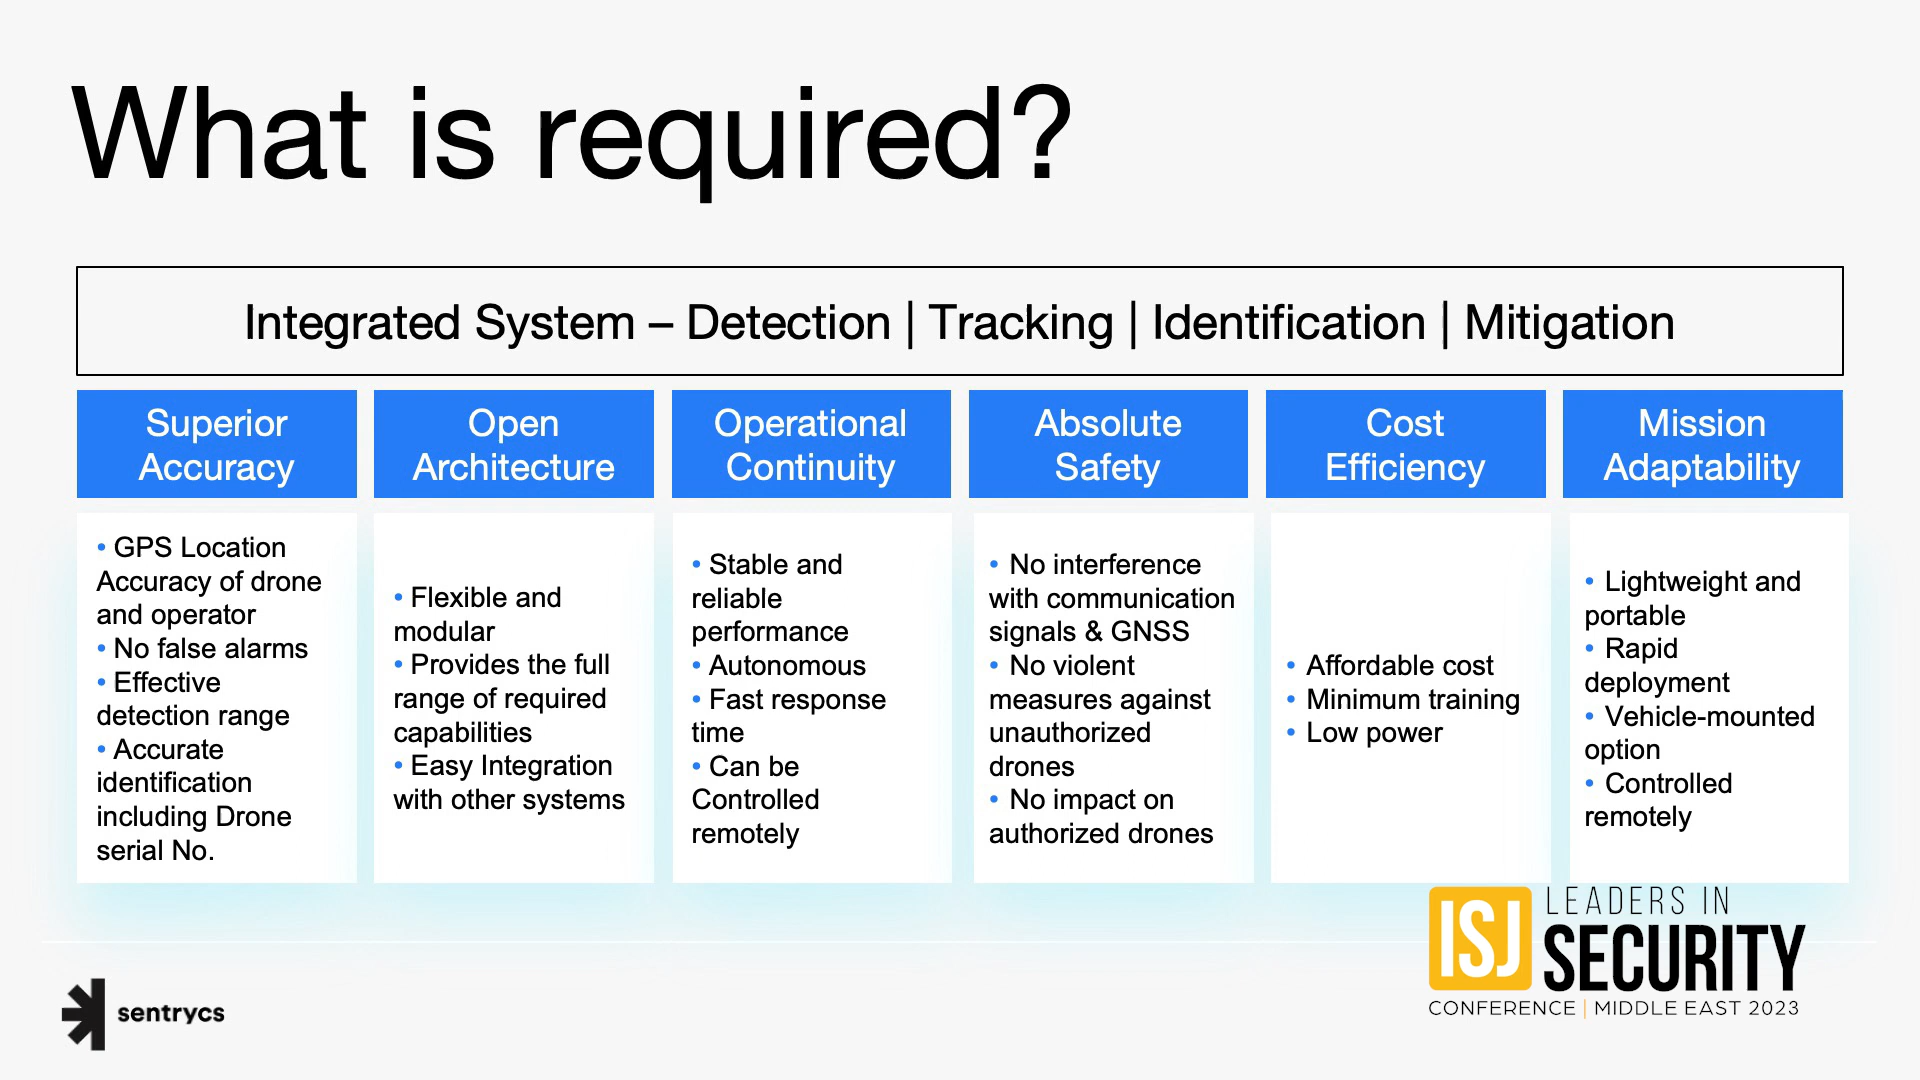 What is required?
Integrated System – Detection | Tracking | Identification | Mitigation
Superior
Accuracy
Open
Architecture
Operational
Continuity
Absolute
Safety
Cost
Efficiency
Mission
Adaptability
• GPS Location
Accuracy of drone
and operator
• No false alarms
• Effective
detection range
• Accurate
identification
including Drone
serial No.
• Flexible and
modular
• Provides the full
range of required
capabilities
• Easy Integration
with other systems
• Stable and
reliable
performance
• Autonomous
• Fast response
time
• Can be
Controlled
remotely
• No interference
with communication
signals & GNSS
• No violent
measures against
unauthorized
drones
• No impact on
authorized drones
• Affordable cost
• Minimum training
• Low power
• Lightweight and
portable
• Rapid
deployment
• Vehicle-mounted
option
• Controlled
remotely
sentrycs
ISJ
LEADERS IN
SECURITY
CONFERENCE | MIDDLE EAST 2023